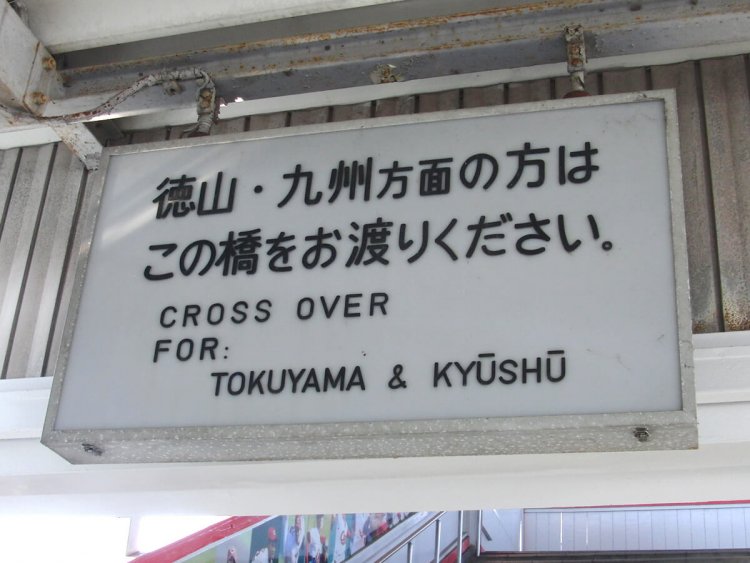 徳山・九州方面の方は
この橋をお渡りください。
CROSS OVER
FOR:
TOKUYAMA & KYŪSHŪ